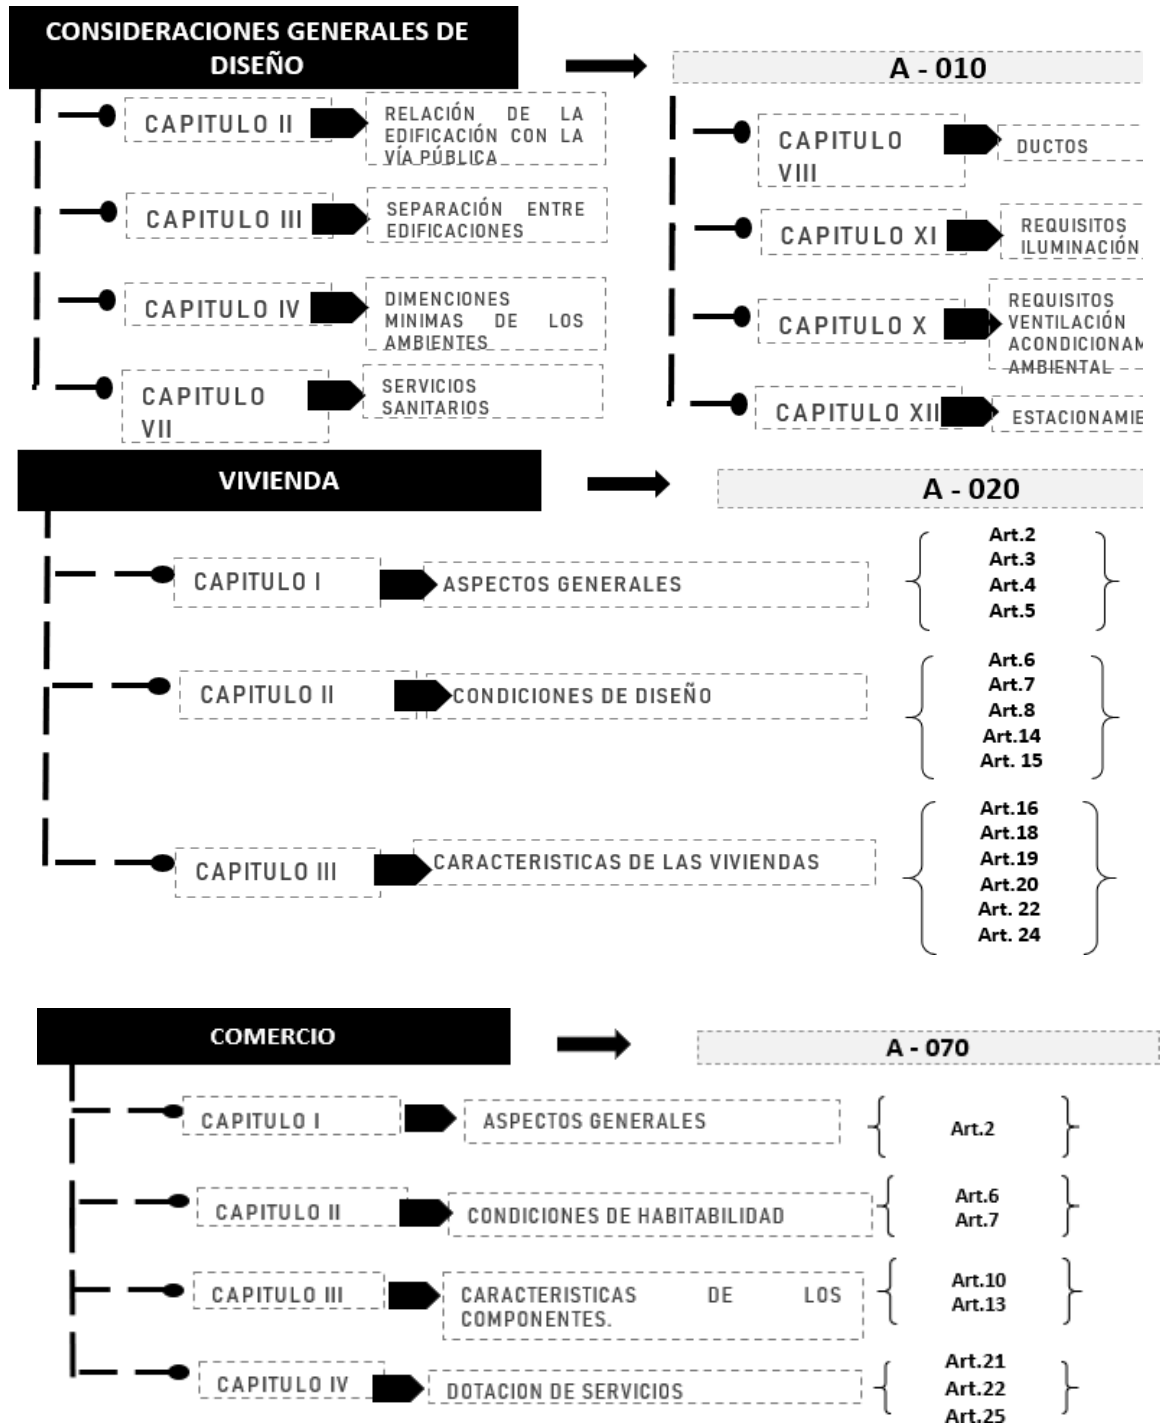 CONSIDERACIONES GENERALES DE
DISEÑO
A - 010
CAPITULO II
RELACIÓN DE LA
EDIFICACIÓN CON LA
VÍA PÚBLICA
CAPITULO III
SEPARACIÓN ENTRE
EDIFICACIONES
CAPITULO IV
DIMENCIONES
MINIMAS DE LOS
AMBIENTES
CAPITULO
VII
SERVICIOS
SANITARIOS
CAPITULO
VIII
DUCTOS
CAPITULO XI
REQUISITOS
ILUMINACIÓN
CAPITULO X
REQUISITOS
VENTILACIÓN
ACONDICIONAM
AMBIENTAL
CAPITULO XII
ESTACIONAMIE
VIVIENDA
A - 020
CAPITULO I
ASPECTOS GENERALES
Art.2
Art.3
Art.4
Art.5
CAPITULO II
CONDICIONES DE DISEÑO
Art.6
Art.7
Art.8
Art.14
Art. 15
CAPITULO III
CARACTERISTICAS DE LAS VIVIENDAS
Art.16
Art.18
Art.19
Art.20
Art. 22
Art. 24
COMERCIO
A - 070
CAPITULO I
ASPECTOS GENERALES
Art.2
CAPITULO II
CONDICIONES DE HABITABILIDAD
Art.6
Art.7
CAPITULO III
CARACTERISTICAS DE LOS
COMPONENTES.
Art.10
Art.13
CAPITULO IV
DOTACION DE SERVICIOS
Art.21
Art.22
Art.25